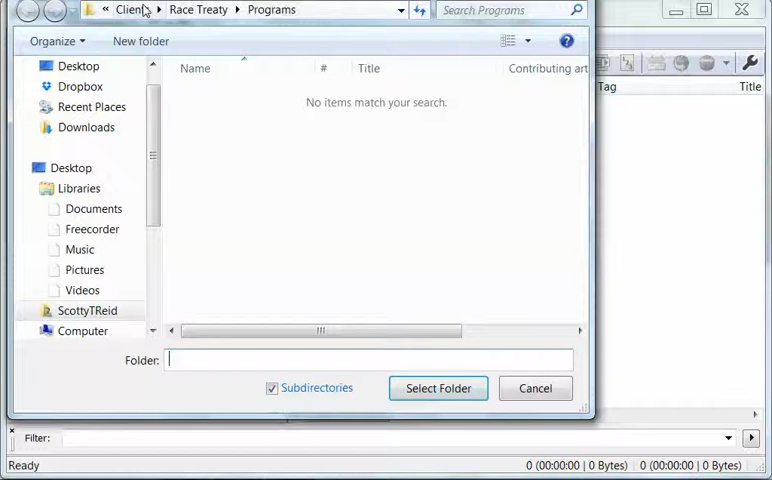 « Clients Race Treaty Programs Search Programs
Organize New folder
Desktop Name # Title Contributing art Tag Title
Dropbox
Recent Places No items match your search.
Downloads
Desktop
Libraries
Documents
Freecorder
Music
Pictures
Videos
ScottyTReid
Computer
Folder:
Subdirectories Select Folder Cancel
Filter:
Ready 0 (00:00:00 | 0 Bytes) 0 (00:00:00 | 0 Bytes)